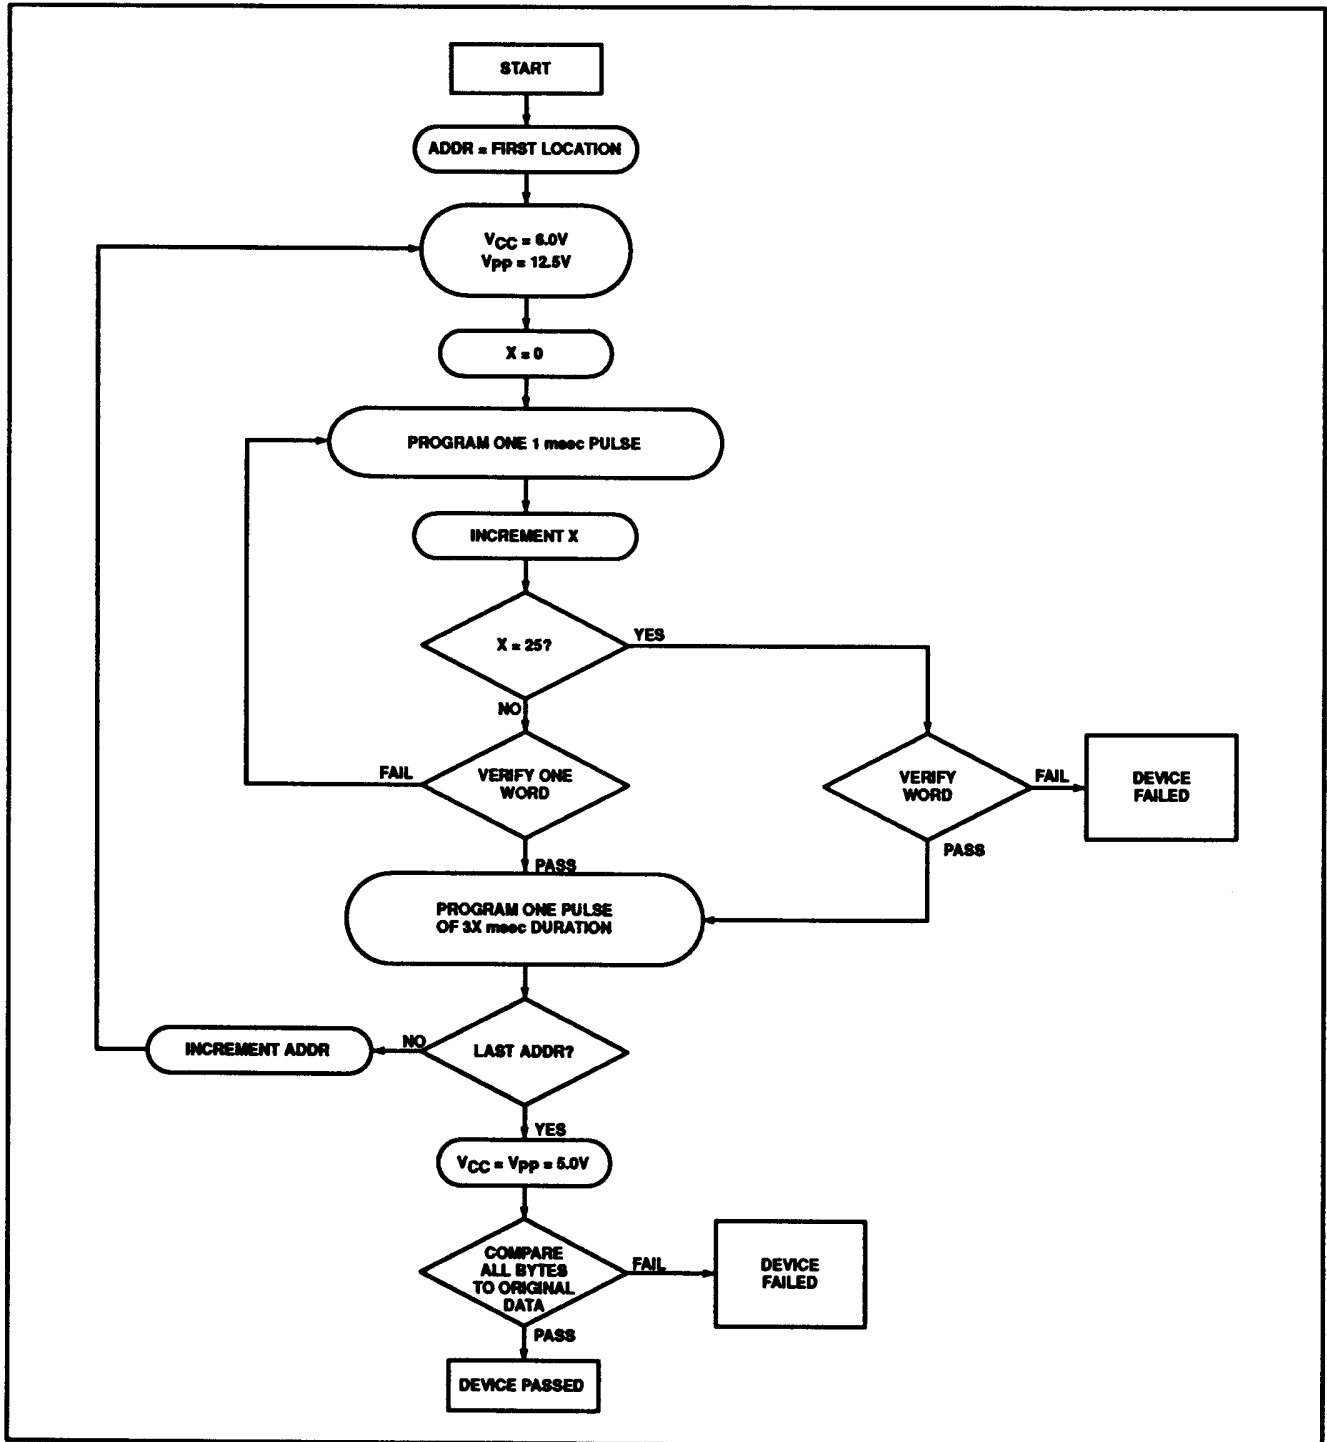 START
ADDR = FIRST LOCATION
VCC = 6.0V
VPP = 12.5V
X = 0
PROGRAM ONE 1 msec PULSE
INCREMENT X
X = 25?
YES
NO
VERIFY ONE
WORD
FAIL
PASS
VERIFY
WORD
FAIL
DEVICE
FAILED
PASS
PROGRAM ONE PULSE
OF 3X msec DURATION
LAST ADDR?
NO
INCREMENT ADDR
YES
VCC = VPP = 5.0V
COMPARE
ALL BYTES
TO ORIGINAL
DATA
FAIL
DEVICE
FAILED
PASS
DEVICE PASSED